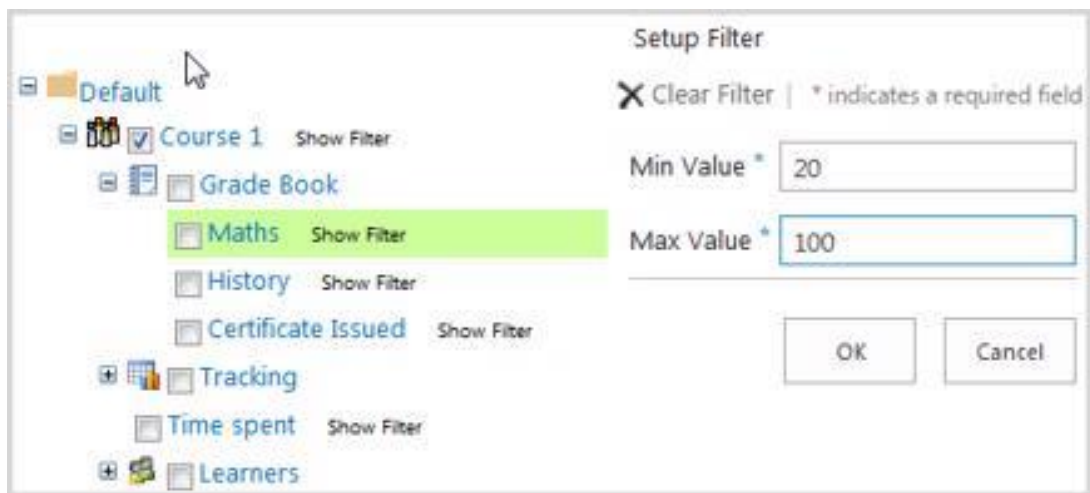 Default
Course 1 Show Filter
Grade Book
Maths Show Filter
History Show Filter
Certificate Issued Show Filter
Tracking
Time spent Show Filter
Learners
Setup Filter
Clear Filter | * indicates a required field
Min Value * 20
Max Value * 100
OK Cancel